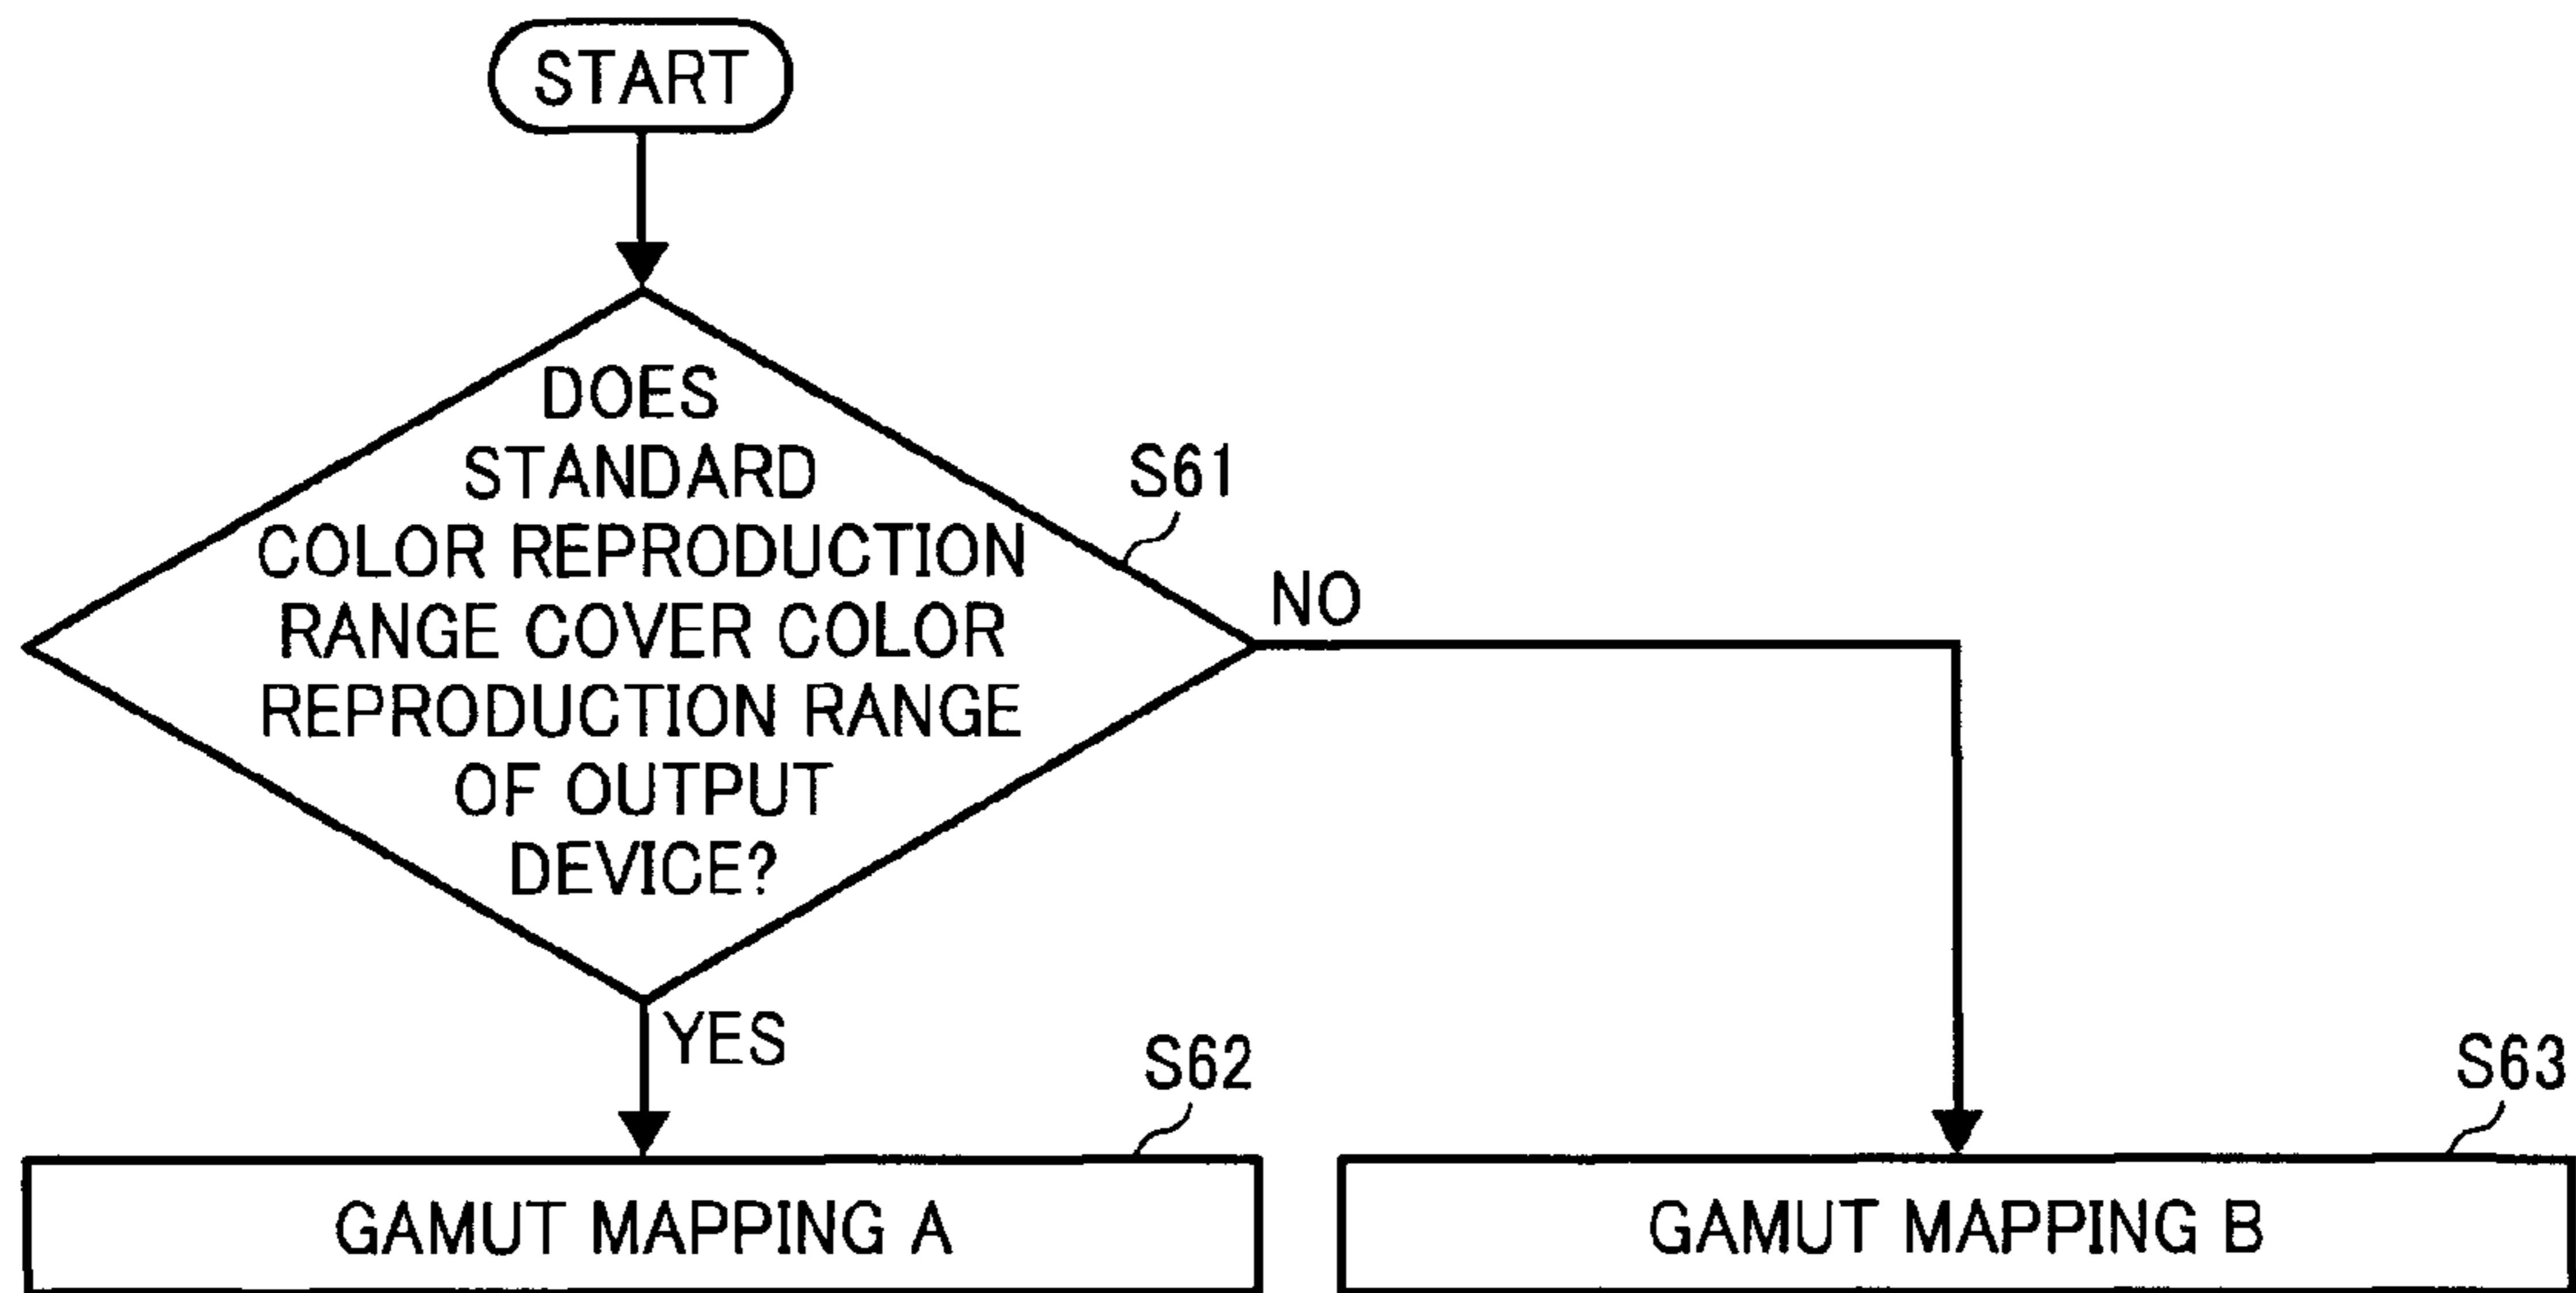 START
DOES
STANDARD
COLOR REPRODUCTION
RANGE COVER COLOR
REPRODUCTION RANGE
OF OUTPUT
DEVICE?
S61
NO
YES
S62
GAMUT MAPPING A
S63
GAMUT MAPPING B